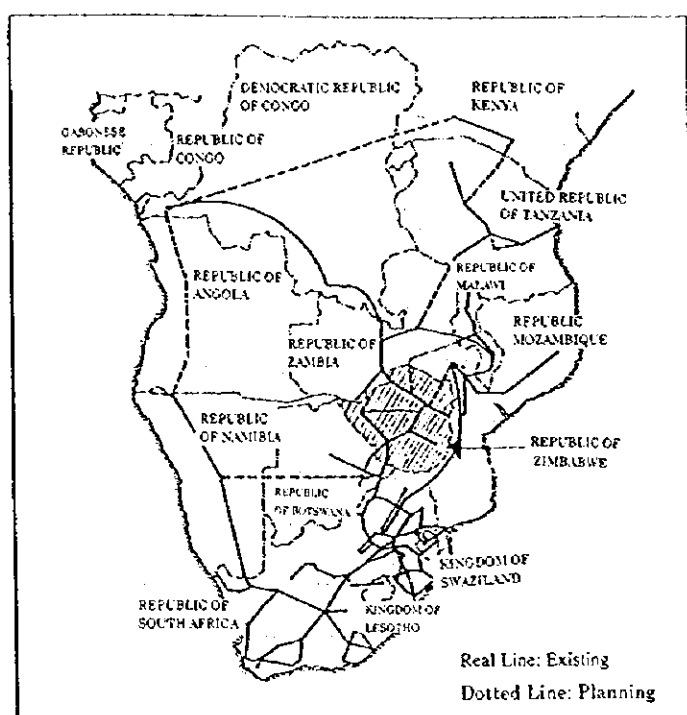 DEMOCRATIC REPUBLIC
OF CONGO
REPUBLIC OF
KENYA
GABONESE
REPUBLIC
REPUBLIC OF
CONGO
UNITED REPUBLIC
OF TANZANIA
REPUBLIC OF
ANGOLA
REPUBLIC OF
MALAWI
REPUBLIC
MOZAMBIQUE
REPUBLIC OF
ZAMBIA
REPUBLIC
OF NAMIBIA
REPUBLIC OF
ZIMBABWE
REPUBLIC
OF BOTSWANA
KINGDOM OF
SWAZILAND
REPUBLIC OF
SOUTH AFRICA
KINGDOM OF
LESOTHO
Real Line: Existing
Dotted Line: Planning